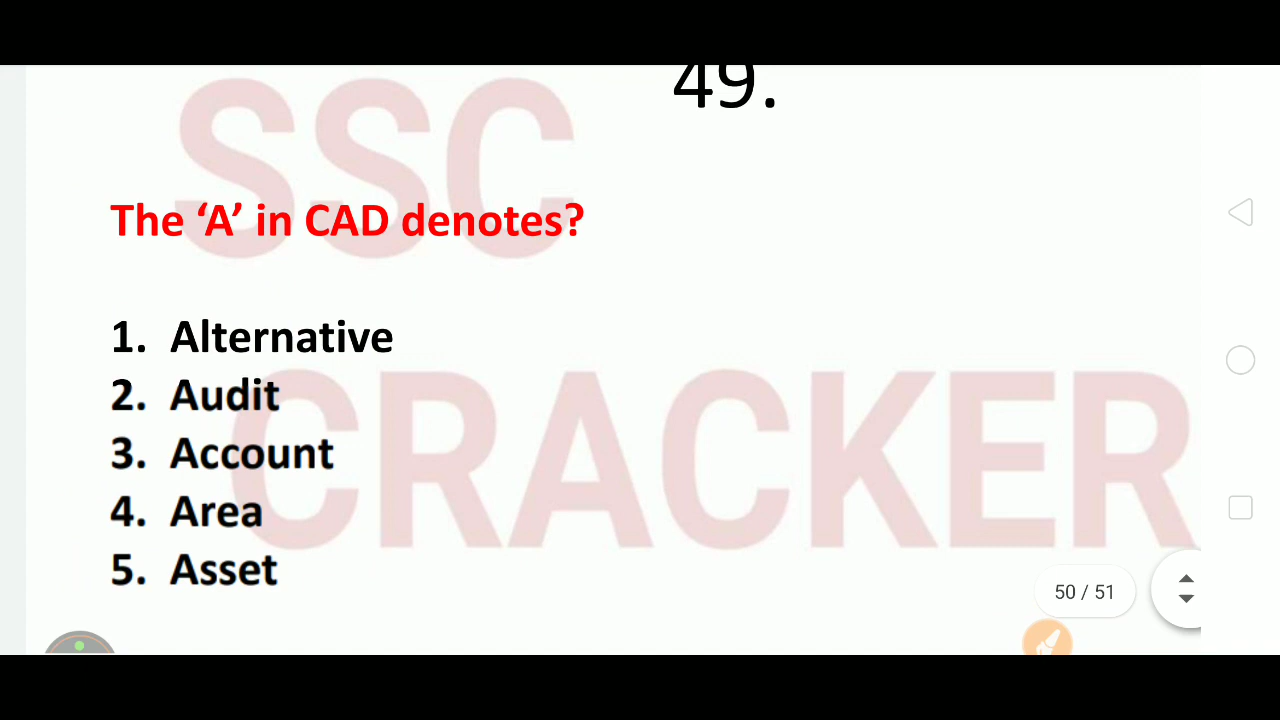 49.
SSC
The ‘A’ in CAD denotes?
1. Alternative
2. Audit
3. Account
4. Area
5. Asset
CRACKER
50 / 51